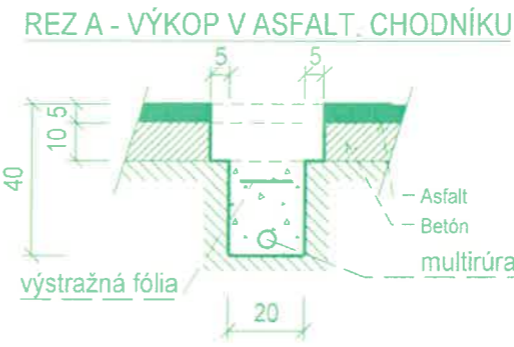 REZ A - VÝKOP V ASFALT. CHODNÍKU
5 5
5
10
40
Asfalt
Betón
multirúra
výstražná fólia
20